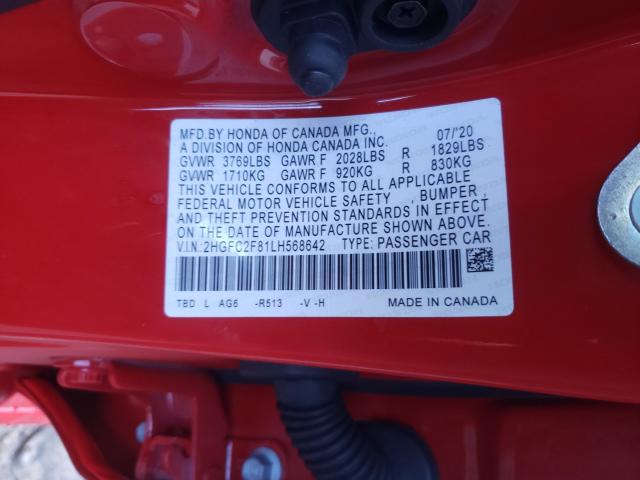 MFD.BY HONDA OF CANADA MFG., 07/'20
A DIVISION OF HONDA CANADA INC.
GVWR 3769LBS GAWR F 2028LBS R 1829LBS
GVWR 1710KG GAWR F 920KG R 830KG
THIS VEHICLE CONFORMS TO ALL APPLICABLE
FEDERAL MOTOR VEHICLE SAFETY , BUMPER ,
AND THEFT PREVENTION STANDARDS IN EFFECT
ON THE DATE OF MANUFACTURE SHOWN ABOVE.
V.I.N.:2HGFC2F81LH568642 TYPE: PASSENGER CAR
TBD L AG6 -R513 -V -H MADE IN CANADA